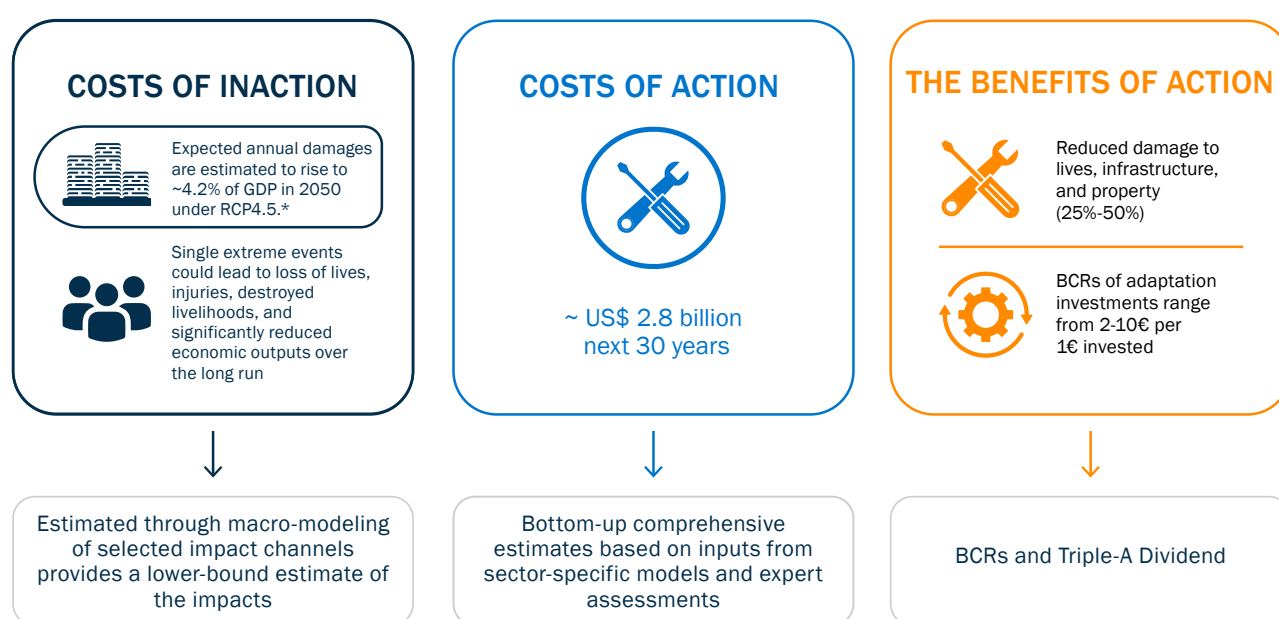 COSTS OF INACTION
Expected annual damages
are estimated to rise to
~4.2% of GDP in 2050
under RCP4.5.*
Single extreme events
could lead to loss of lives,
injuries, destroyed
livelihoods, and
significantly reduced
economic outputs over
the long run
Estimated through macro-modeling
of selected impact channels
provides a lower-bound estimate of
the impacts
COSTS OF ACTION
~ US$ 2.8 billion
next 30 years
Bottom-up comprehensive
estimates based on inputs from
sector-specific models and expert
assessments
THE BENEFITS OF ACTION
Reduced damage to
lives, infrastructure,
and property
(25%-50%)
BCRs of adaptation
investments range
from 2-10€ per
1€ invested
BCRs and Triple-A Dividend